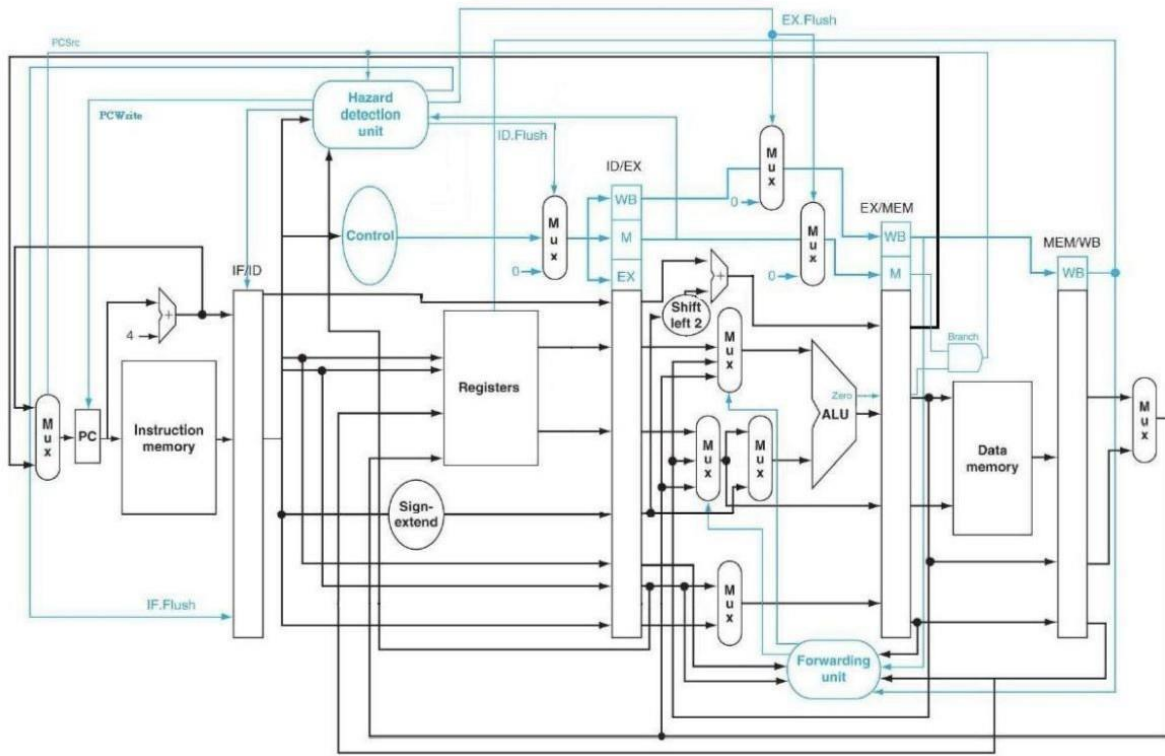 EX.Flush
PCSrc
Hazard
detection
unit
PCWrite
ID.Flush
ID/EX
M
u
x
WB
0
EX/MEM
Control
M
u
x
M
M
u
x
WB
MEM/WB
WB
IF/ID
0
EX
0
M
+
+
Shift
left 2
4
M
u
x
Branch
Registers
Zero
M
u
x
PC
Instruction
memory
ALU
M
u
x
M
u
x
Data
memory
M
u
x
Sign-
extend
M
u
x
IF.Flush
Forwarding
unit